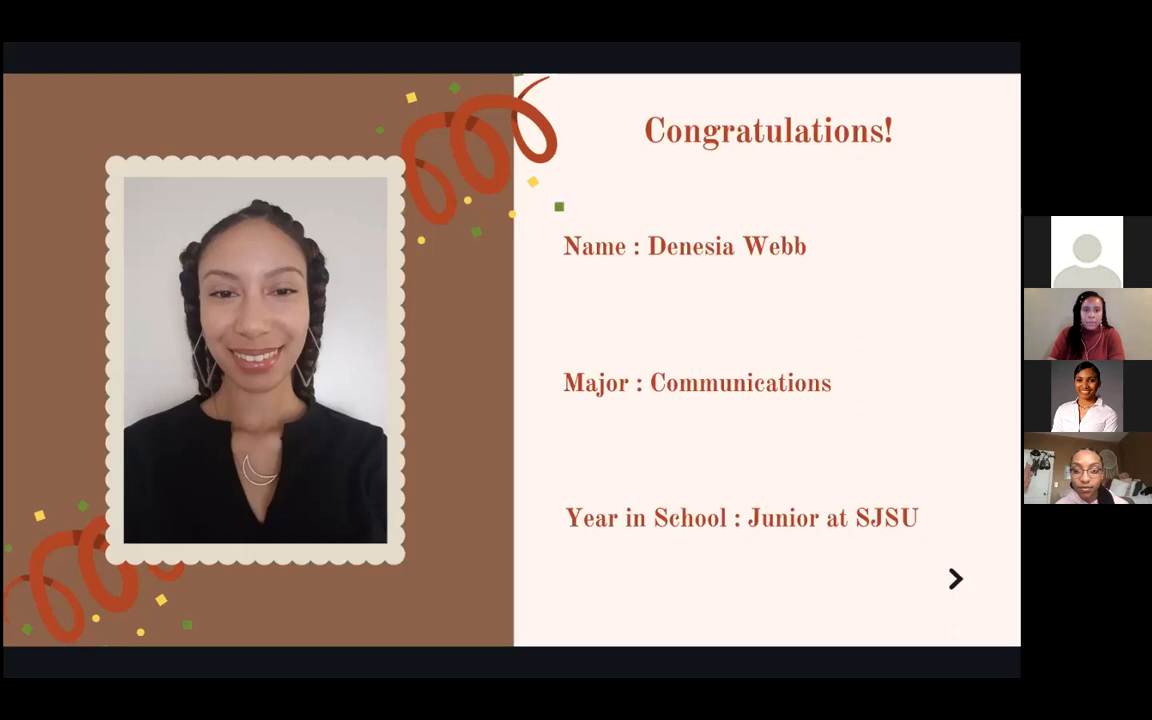 Congratulations!
Name : Denesia Webb
Major : Communications
Year in School : Junior at SJSU